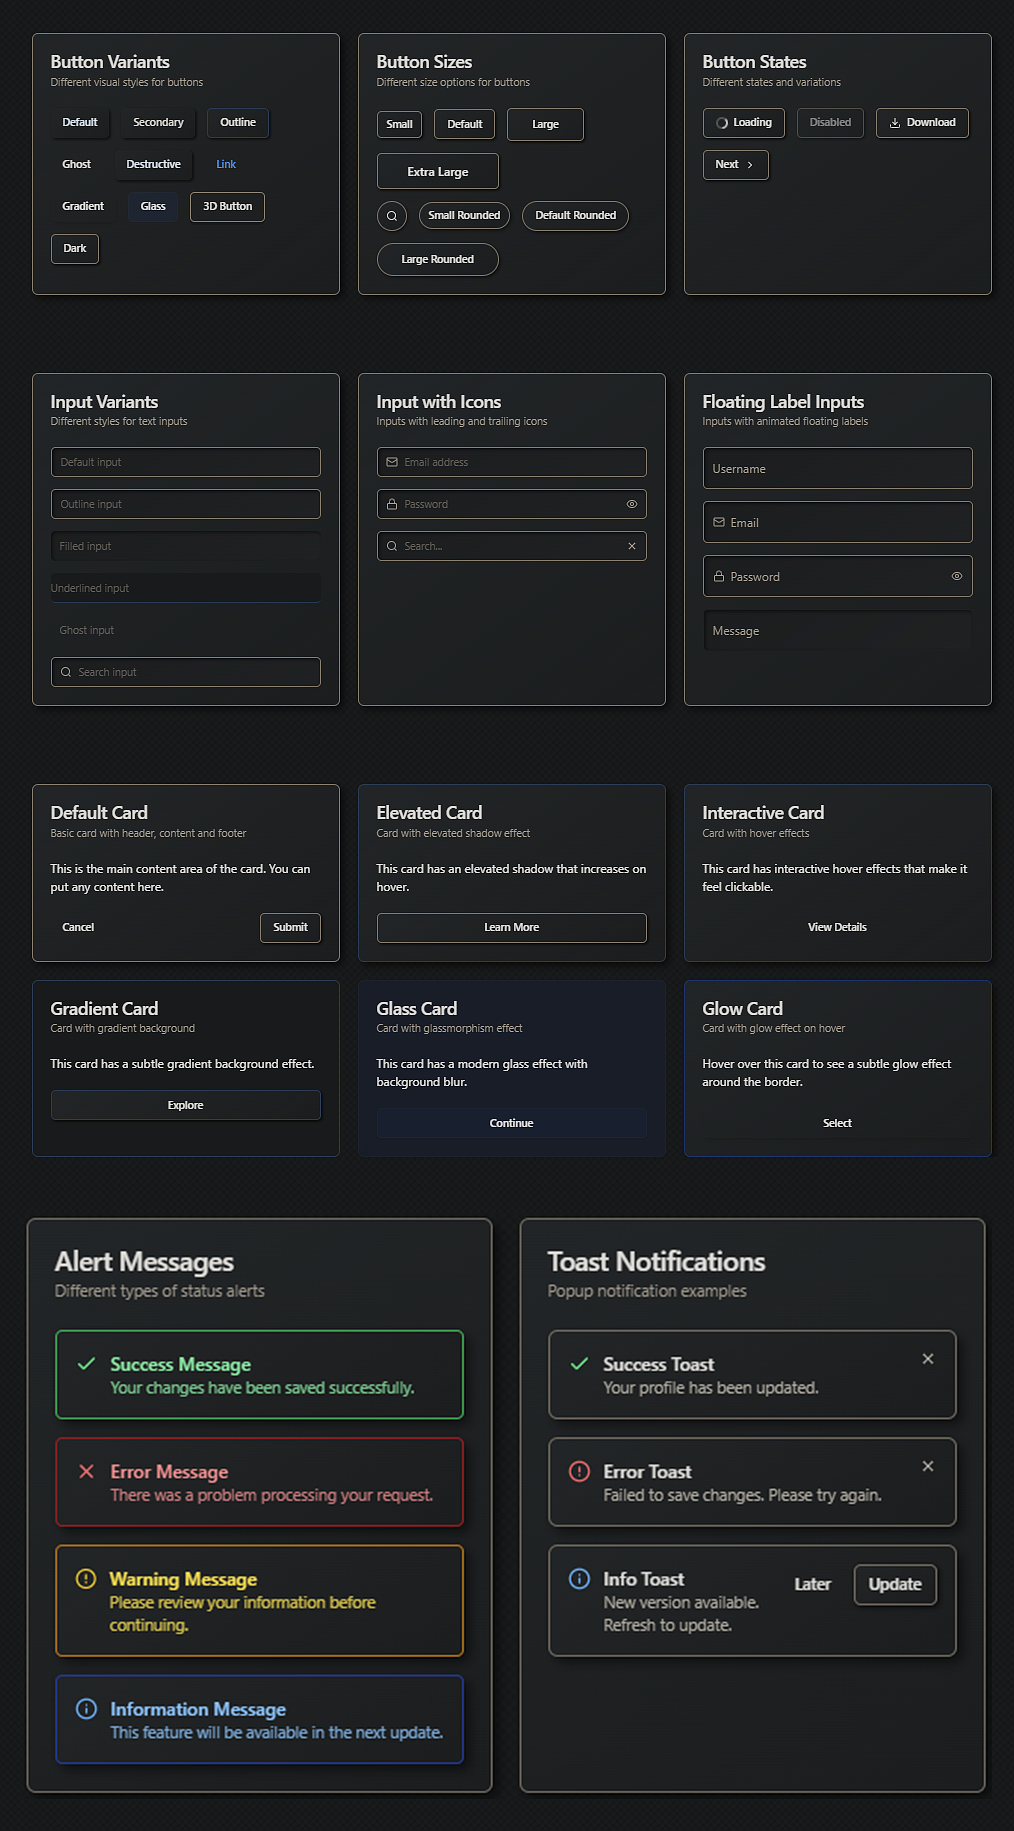 Button Variants
Different visual styles for buttons
Default
Secondary
Outline
Ghost
Destructive
Link
Gradient
Glass
3D Button
Dark
Button Sizes
Different size options for buttons
Small
Default
Large
Extra Large
Small Rounded
Default Rounded
Large Rounded
Button States
Different states and variations
Loading
Disabled
Download
Next
Input Variants
Different styles for text inputs
Default input
Outline input
Filled input
Underlined input
Ghost input
Search input
Input with Icons
Inputs with leading and trailing icons
Email address
Password
Search...
Floating Label Inputs
Inputs with animated floating labels
Username
Email
Password
Message
Default Card
Basic card with header, content and footer
This is the main content area of the card. You can
put any content here.
Cancel
Submit
Elevated Card
Card with elevated shadow effect
This card has an elevated shadow that increases on
hover.
Learn More
Interactive Card
Card with hover effects
This card has interactive hover effects that make it
feel clickable.
View Details
Gradient Card
Card with gradient background
This card has a subtle gradient background effect.
Explore
Glass Card
Card with glassmorphism effect
This card has a modern glass effect with
background blur.
Continue
Glow Card
Card with glow effect on hover
Hover over this card to see a subtle glow effect
around the border.
Select
Alert Messages
Different types of status alerts
Success Message
Your changes have been saved successfully.
Error Message
There was a problem processing your request.
Warning Message
Please review your information before
continuing.
Information Message
This feature will be available in the next update.
Toast Notifications
Popup notification examples
Success Toast
Your profile has been updated.
Error Toast
Failed to save changes. Please try again.
Info Toast
New version available.
Refresh to update.
Later
Update